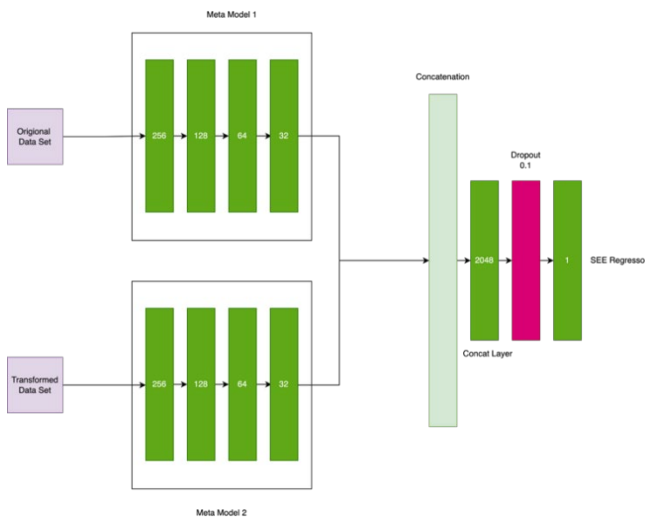 Meta Model 1
Origional
Data Set
256
128
64
32
Concatenation
Dropout
0.1
2048
1
SEE Regresso
Concat Layer
Transformed
Data Set
256
128
64
32
Meta Model 2